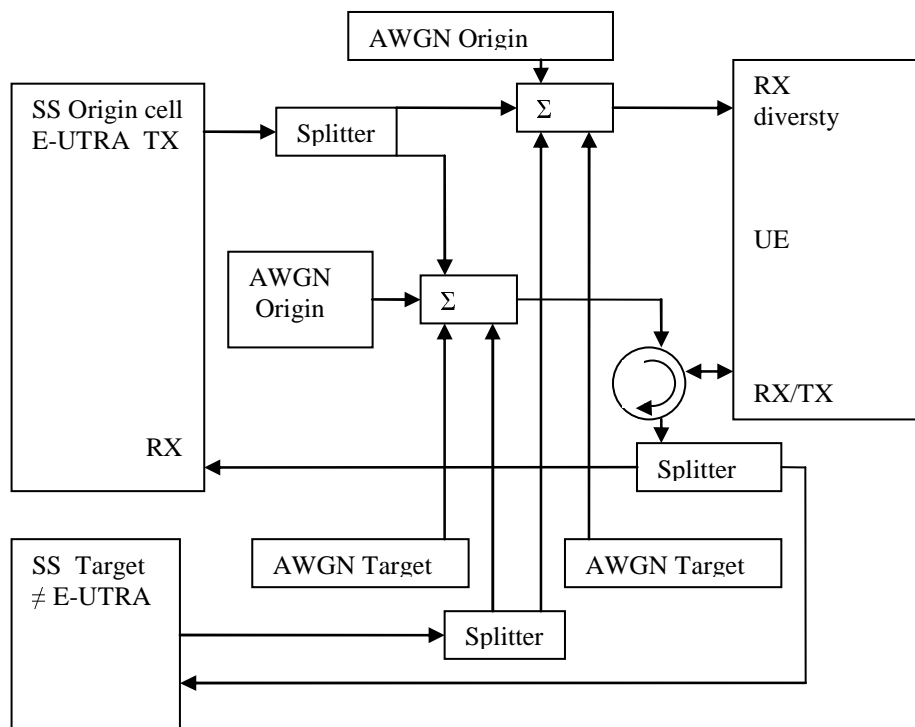 AWGN Origin
SS Origin cell
E-UTRA TX
Splitter
Σ
RX
diversty
UE
AWGN
Origin
Σ
RX/TX
RX
Splitter
AWGN Target
AWGN Target
SS Target
≠ E-UTRA
Splitter